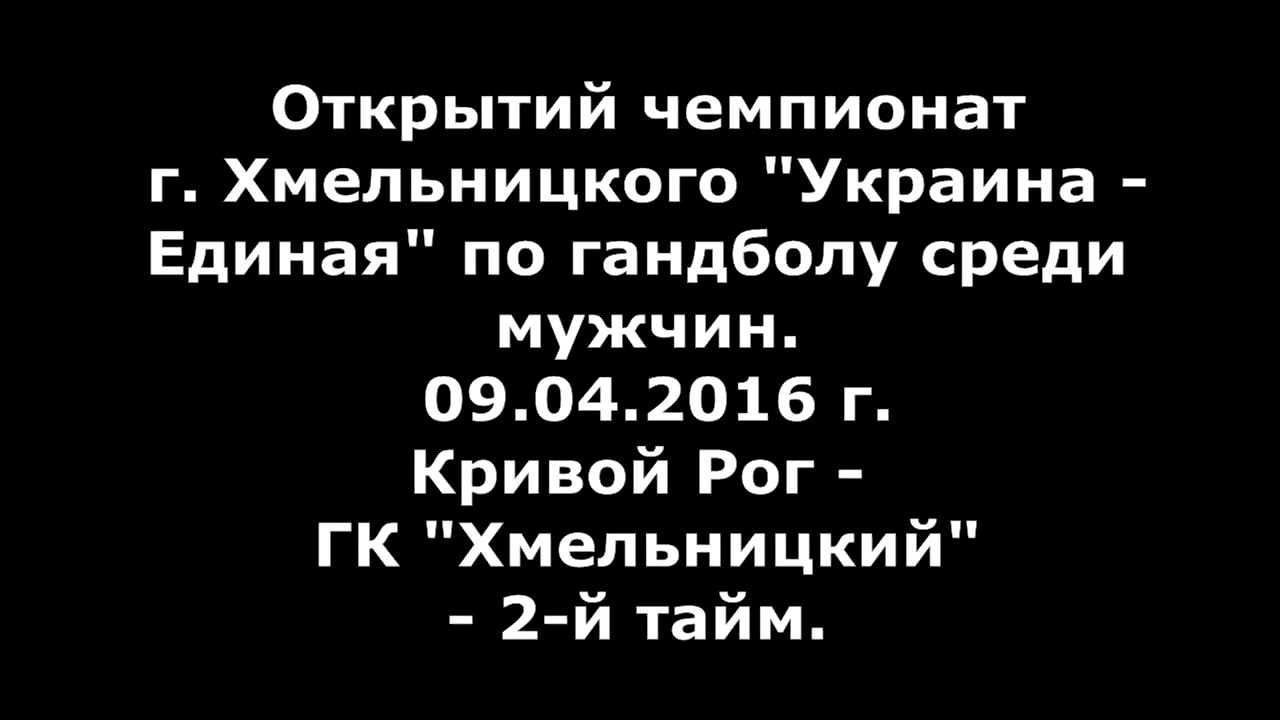 Открытий чемпионат
г. Хмельницкого "Украина -
Единая" по гандболу среди
мужчин.
09.04.2016 г.
Кривой Рог -
ГК "Хмельницкий"
- 2-й тайм.